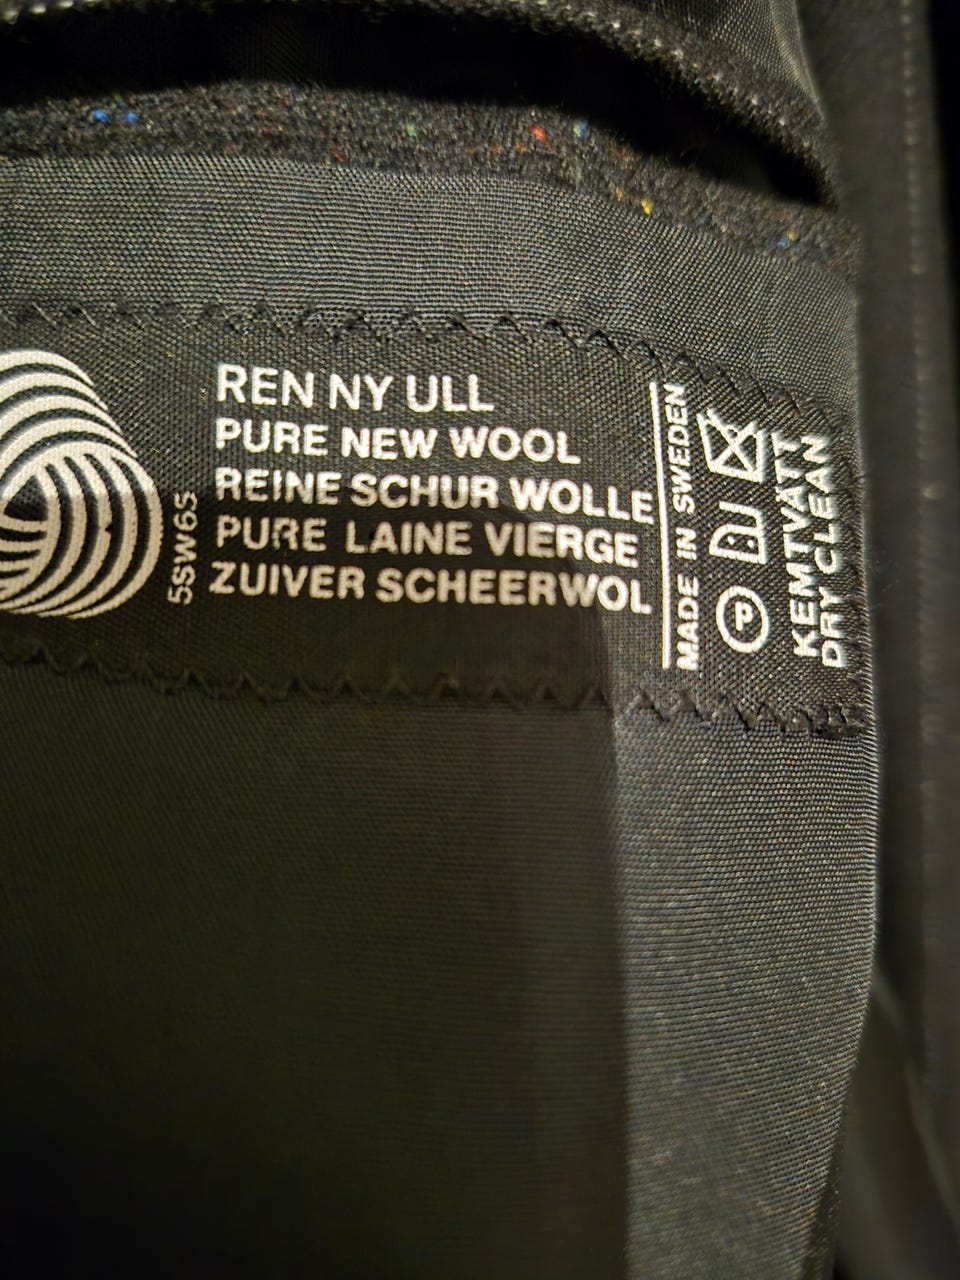 REN NY ULL
PURE NEW WOOL
REINE SCHUR WOLLE
PURE LAINE VIERGE
ZUIVER SCHEERWOL
5SW6S
MADE IN SWEDEN
P
KEMTVÄTT
DRY CLEAN